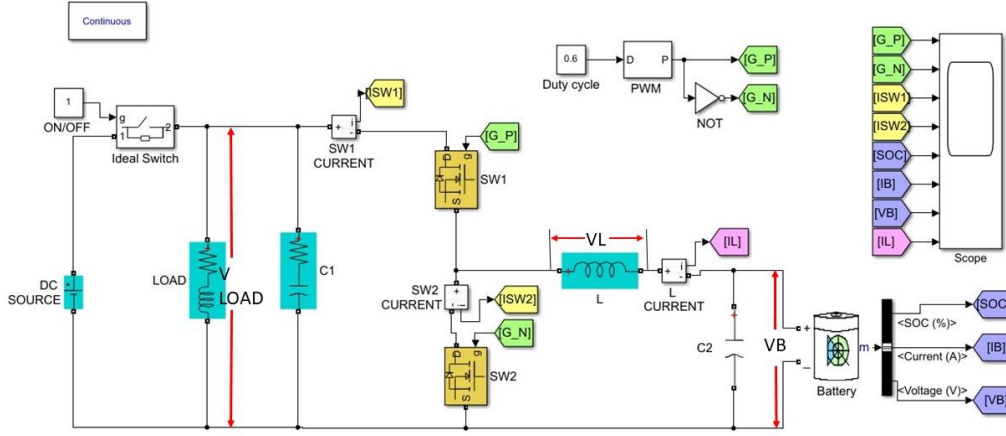 Continuous
1
ON/OFF
g
1
2
Ideal Switch
DC
SOURCE
LOAD
V
LOAD
C1
[ISW1]
+
i
-
SW1
CURRENT
[G_P]
D
g
S
SW1
0.6
Duty cycle
D
P
PWM
NOT
[G_P]
[G_N]
VL
L
[IL]
+
i
-
L
CURRENT
SW2
CURRENT
[ISW2]
[G_N]
D
g
S
SW2
C2
VB
+
_
m
Battery
<SOC (%)>
<Current (A)>
<Voltage (V)>
[SOC
[IB]
[VB]
[G_P]
[G_N]
[ISW1]
[ISW2]
[SOC]
[IB]
[VB]
[IL]
Scope